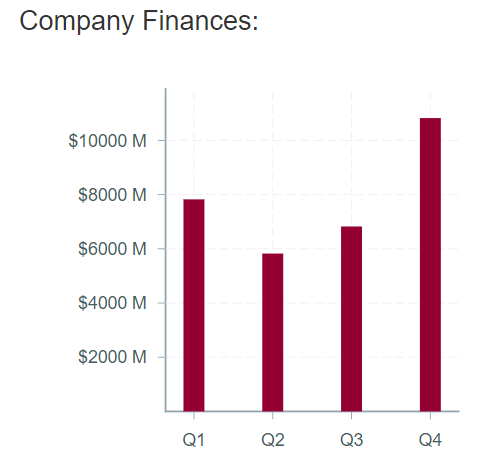 Company Finances:
$10000 M
$8000 M
$6000 M
$4000 M
$2000 M
Q1 Q2 Q3 Q4